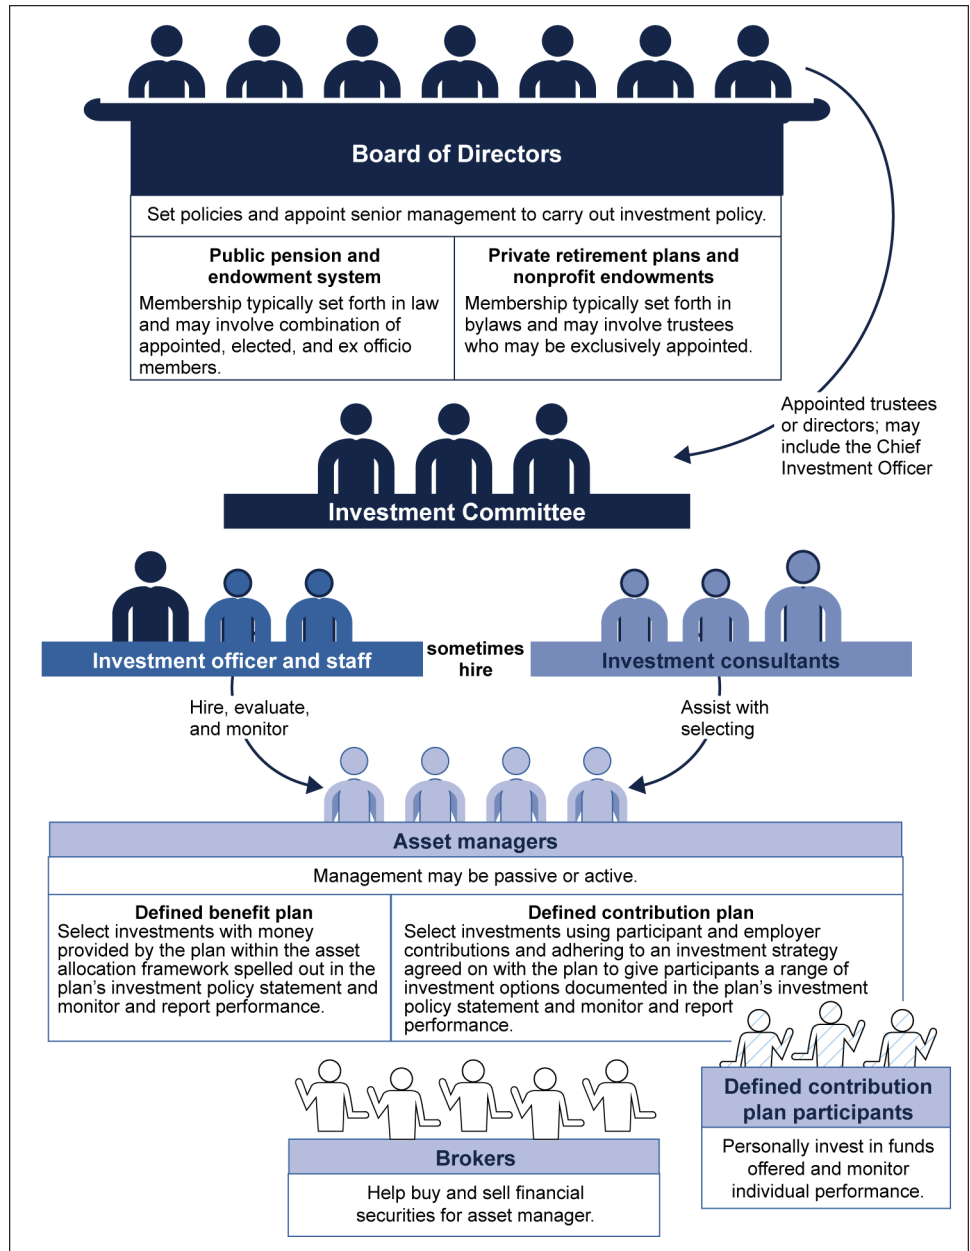 Board of Directors
Set policies and appoint senior management to carry out investment policy.
Public pension and
endowment system
Membership typically set forth in law
and may involve combination of
appointed, elected, and ex officio
members.
Private retirement plans and
nonprofit endowments
Membership typically set forth in
bylaws and may involve trustees
who may be exclusively appointed.
Appointed trustees
or directors; may
include the Chief
Investment Officer
Investment Committee
Investment officer and staff
sometimes
hire
Investment consultants
Hire, evaluate,
and monitor
Assist with
selecting
Asset managers
Management may be passive or active.
Defined benefit plan
Select investments with money
provided by the plan within the asset
allocation framework spelled out in the
plan's investment policy statement and
monitor and report performance.
Defined contribution plan
Select investments using participant and employer
contributions and adhering to an investment strategy
agreed on with the plan to give participants a range of
investment options documented in the plan's investment
policy statement and monitor and report
performance.
Defined contribution
plan participants
Personally invest in funds
offered and monitor
individual performance.
Brokers
Help buy and sell financial
securities for asset manager.